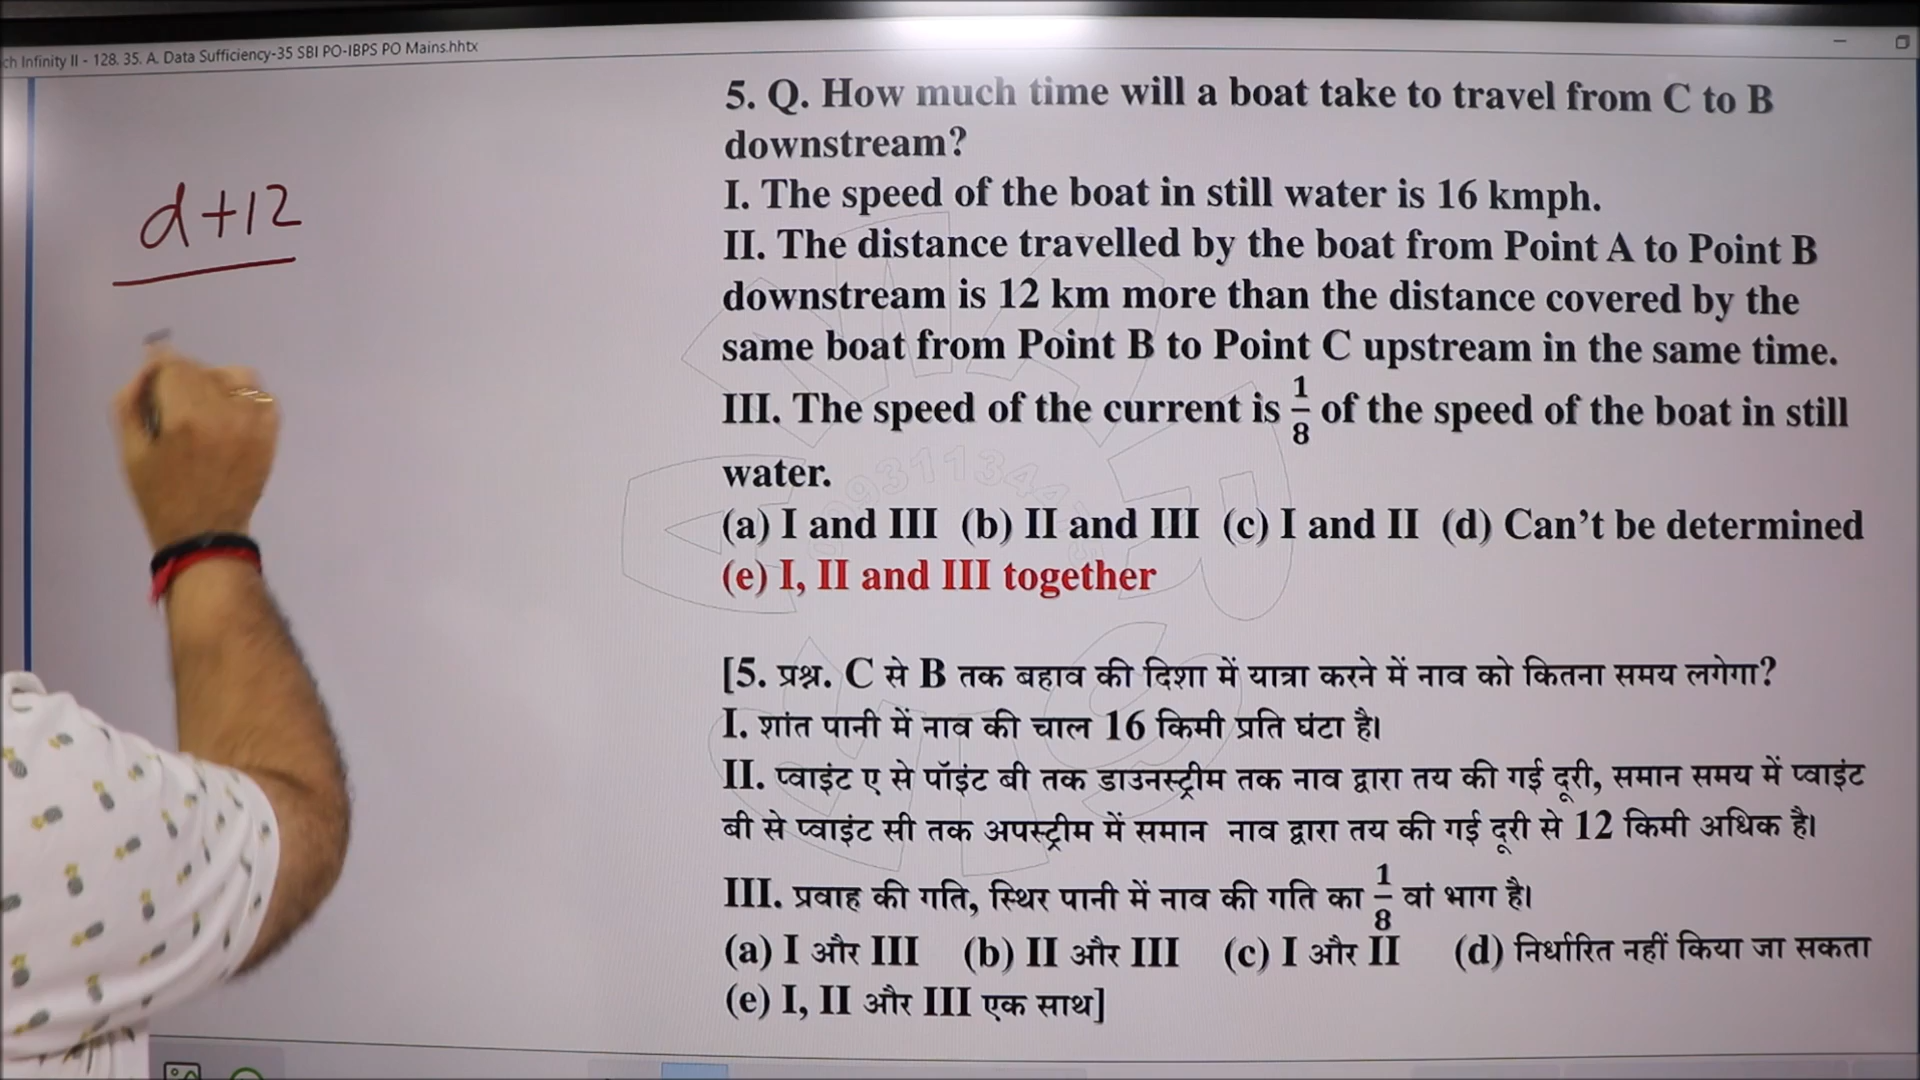 ch Infinity II - 128. 35. A. Data Sufficiency-35 SBI PO-IBPS PO Mains.hhtx
d+12
5. Q. How much time will a boat take to travel from C to B
downstream?
I. The speed of the boat in still water is 16 kmph.
II. The distance travelled by the boat from Point A to Point B
downstream is 12 km more than the distance covered by the
same boat from Point B to Point C upstream in the same time.
III. The speed of the current is 1/8 of the speed of the boat in still
water.
(a) I and III (b) II and III (c) I and II (d) Can’t be determined
(e) I, II and III together
[5. प्रश्न. C से B तक बहाव की दिशा में यात्रा करने में नाव को कितना समय लगेगा?
I. शांत पानी में नाव की चाल 16 किमी प्रति घंटा है।
II. प्वाइंट ए से पॉइंट बी तक डाउनस्ट्रीम तक नाव द्वारा तय की गई दूरी, समान समय में प्वाइंट
बी से प्वाइंट सी तक अपस्ट्रीम में समान नाव द्वारा तय की गई दूरी से 12 किमी अधिक है।
III. प्रवाह की गति, स्थिर पानी में नाव की गति का 1/8 वां भाग है।
(a) I और III (b) II और III (c) I और II (d) निर्धारित नहीं किया जा सकता
(e) I, II और III एक साथ]